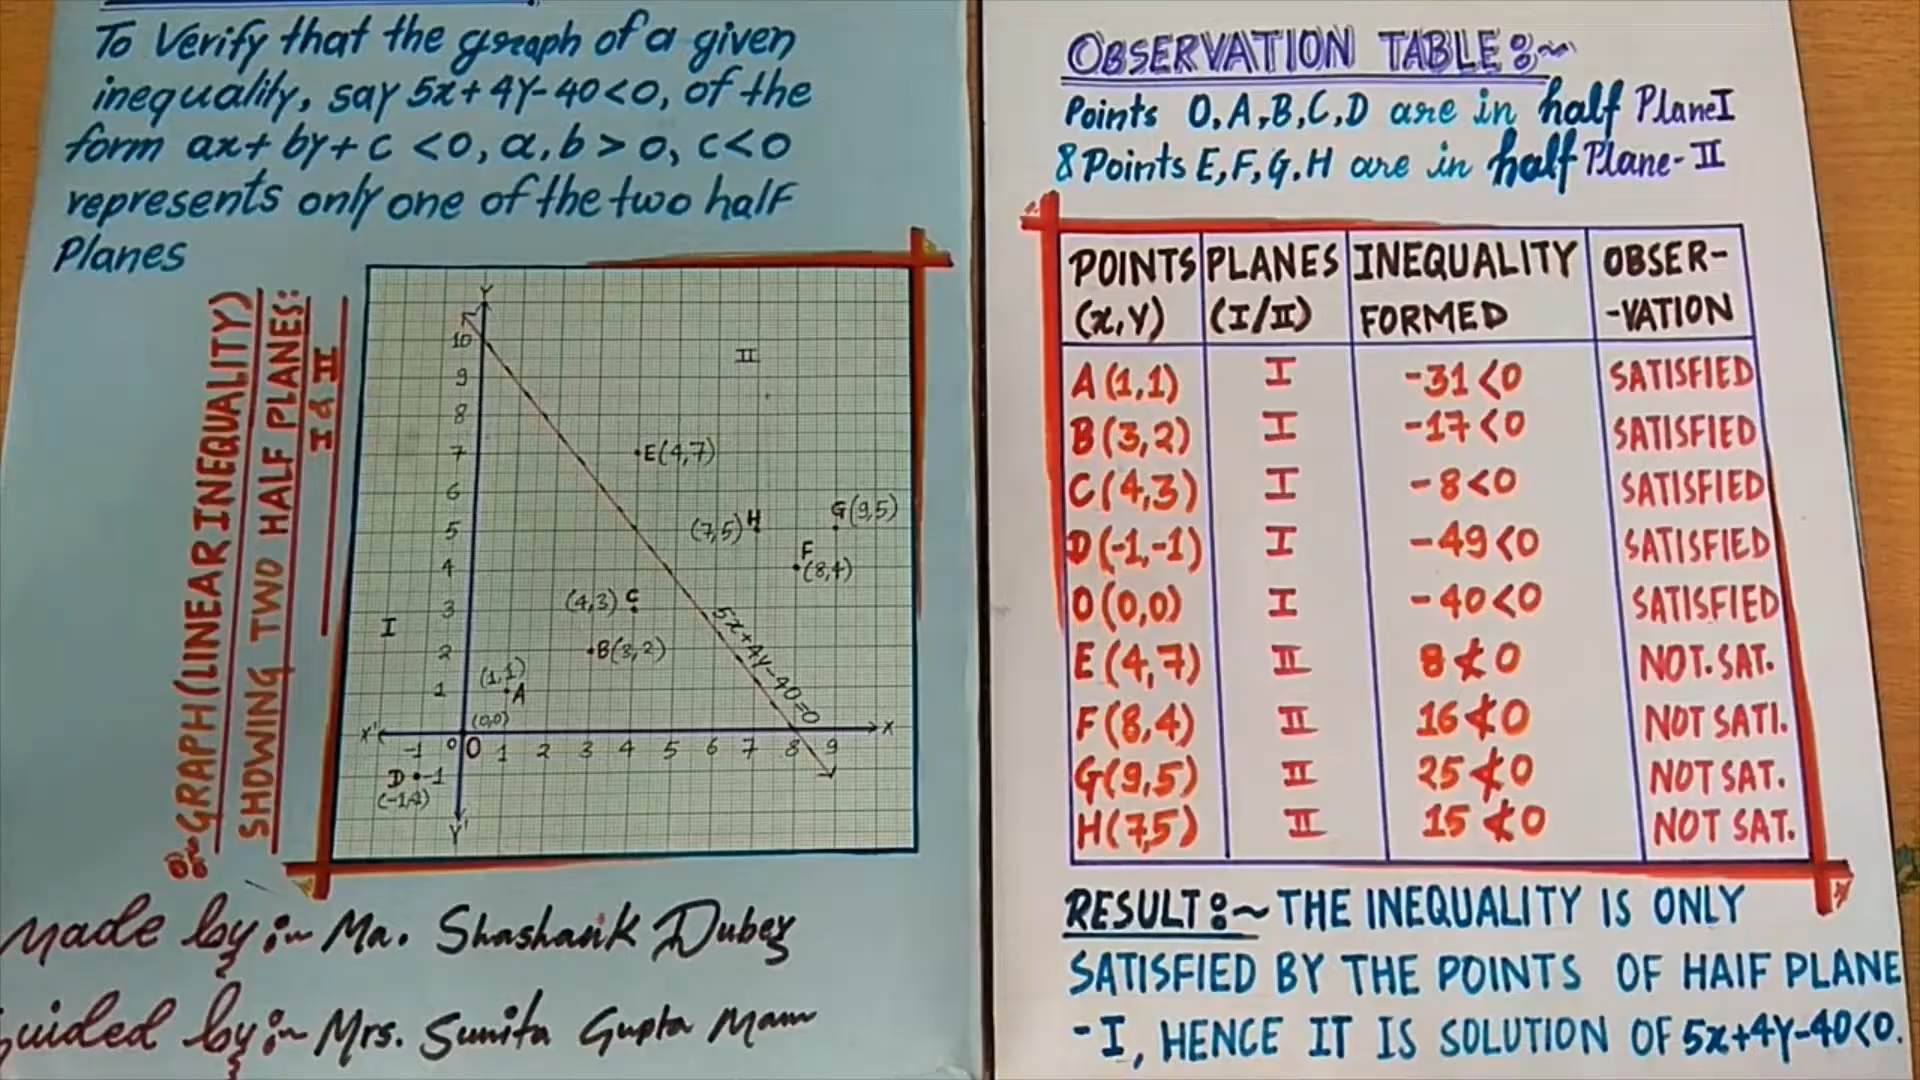 To Verify that the graph of a given
inequality, say 5x+4y-40<0, of the
form ax+by+c<0, a,b>0, c<0
represents only one of the two half
Planes
GRAPH (LINEAR INEQUALITY)
SHOWING TWO HALF PLANES:
I & II
Y
10
9
8
7
6
5
4
3
2
1
II
E(4,7)
G(9,5)
(7,5) H
F
(8,4)
(4,3) C
B(3,2)
I
(1,1)
A
(0,0)
5x+4y-40=0
X' X
-1 0 O 1 2 3 4 5 6 7 8 9
D -1
Y'
Made by:~ Ma. Shashank Dubey
Guided by:~ Mrs. Sunita Gupta Mam
OBSERVATION TABLE:~
Points O,A,B,C,D are in half Plane I
& Points E,F,G,H are in half Plane-II
POINTS (x,y) PLANES (I/II) INEQUALITY FORMED OBSER-VATION
A(1,1) I -31<0 SATISFIED
B(3,2) I -17<0 SATISFIED
C(4,3) I -8<0 SATISFIED
D(-1,-1) I -49<0 SATISFIED
O(0,0) I -40<0 SATISFIED
E(4,7) II 8≮0 NOT.SAT.
F(8,4) II 16≮0 NOT SATI.
G(9,5) II 25≮0 NOT SAT.
H(7,5) II 15≮0 NOT SAT.
RESULT:~ THE INEQUALITY IS ONLY
SATISFIED BY THE POINTS OF HAIF PLANE
-I, HENCE IT IS SOLUTION OF 5x+4y-40<0.